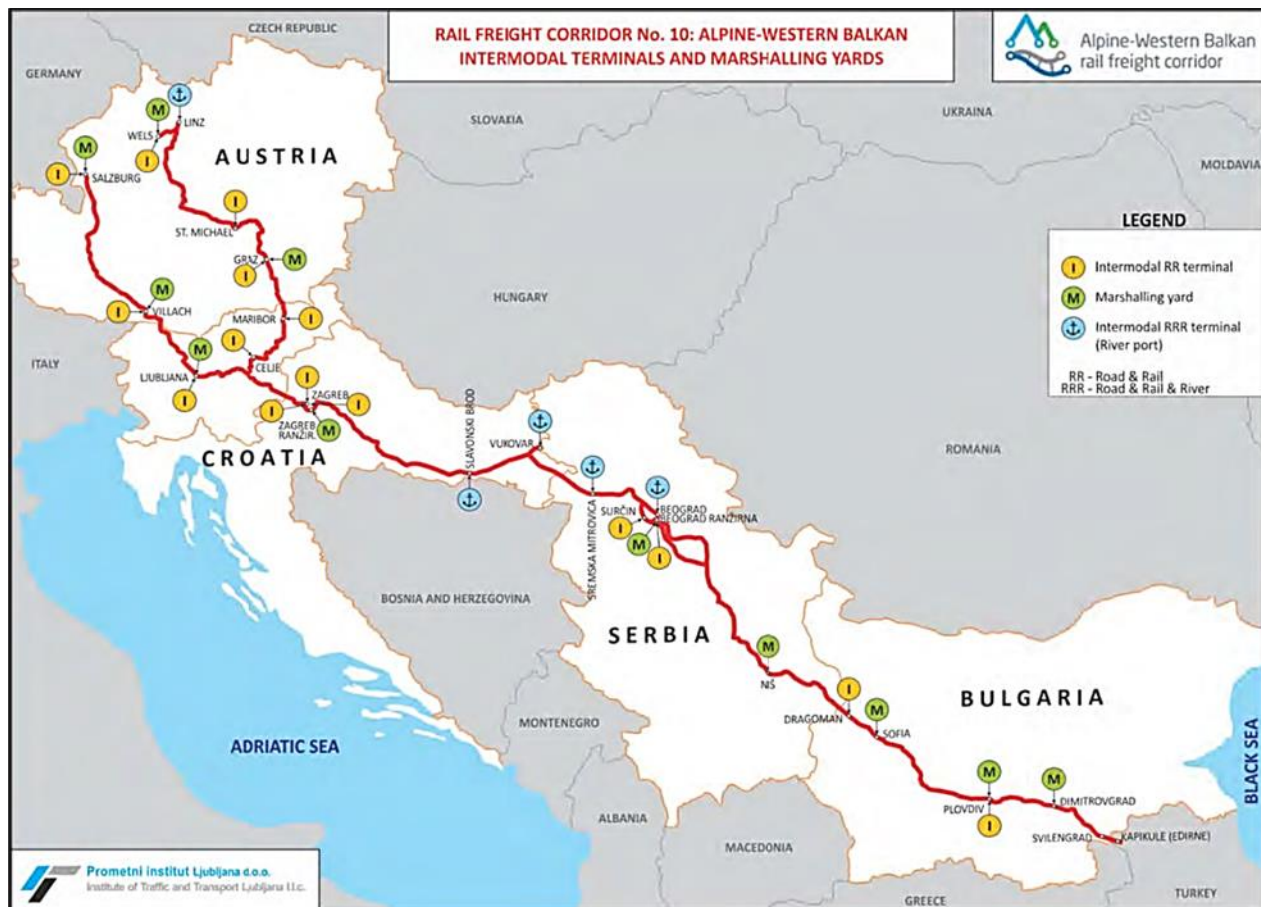 RAIL FREIGHT CORRIDOR No. 10: ALPINE-WESTERN BALKAN
INTERMODAL TERMINALS AND MARSHALLING YARDS
Alpine-Western Balkan
rail freight corridor
CZECH REPUBLIC
GERMANY
SLOVAKIA
UKRAINE
MOLDAVIA
M
LINZ
WELS
I
AUSTRIA
M
I
SALZBURG
I
ST. MICHAEL
GRAZ
M
I
M
I
VILLACH
MARIBOR
I
HUNGARY
LEGEND
I Intermodal RR terminal
M Marshalling yard
Intermodal RRR terminal
(River port)
RR - Road & Rail
RRR - Road & Rail & River
ITALY
M
LJUBLJANA
I
I
CELJE
I
ZAGREB
I
I
ZAGREB
RANŽIR.
M
CROATIA
SLAVONSKI BROD
VUKOVAR
ROMANIA
SREMSKA MITROVICA
SURČIN
BEOGRAD
BEOGRAD RANŽIRNA
I
M
I
BOSNIA AND HERZEGOVINA
SERBIA
M
NIŠ
I
DRAGOMAN
M
SOFIA
BULGARIA
MONTENEGRO
ADRIATIC SEA
BLACK SEA
M
PLOVDIV
I
M
DIMITROVGRAD
SVILENGRAD
KAPIKULE (EDIRNE)
ALBANIA
MACEDONIA
GREECE
TURKEY
Prometni institut Ljubljana d.o.o.
Institute of Traffic and Transport Ljubljana l.l.c.